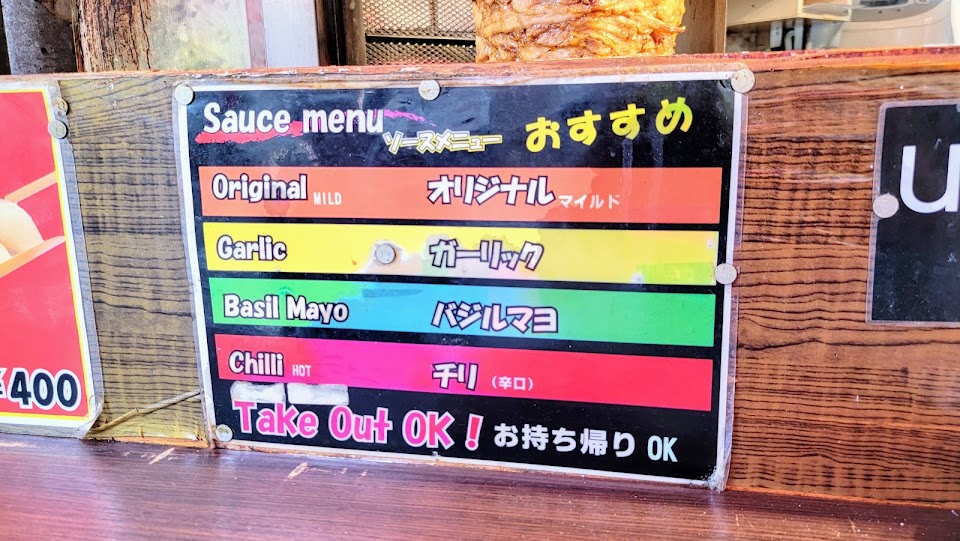 Sauce menu ソースメニュー おすすめ
Original MILD オリジナル マイルド
Garlic ガーリック
Basil Mayo バジルマヨ
Chilli HOT チリ (辛口)
Take Out OK! お持ち帰り OK
¥400
u